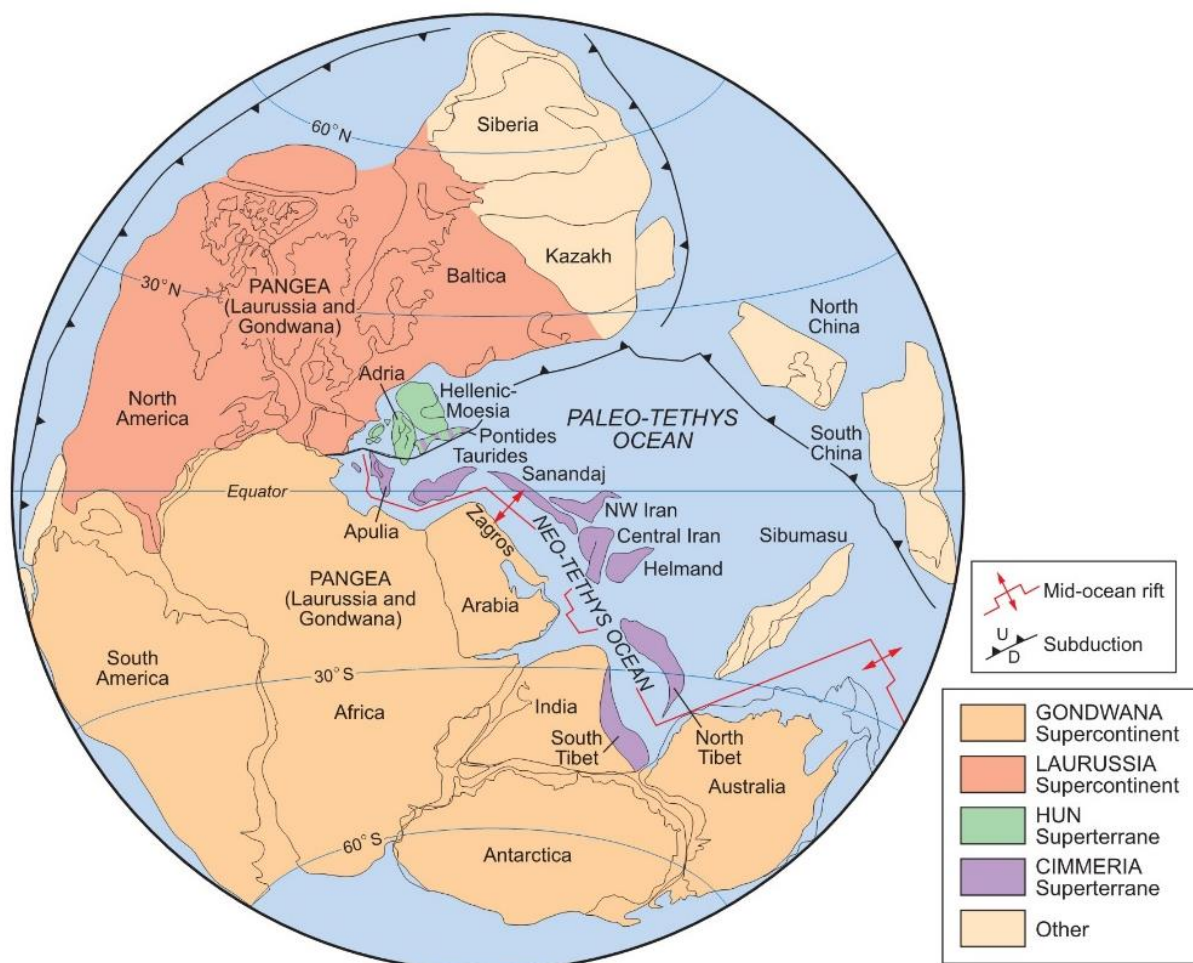 Siberia
60°N
Kazakh
Baltica
30°N
PANGEA
(Laurussia and
Gondwana)
North
China
Adria
Hellenic-
Moesia
North
America
PALEO-TETHYS
OCEAN
Pontides
Taurides
South
China
Sanandaj
Equator
NW Iran
Apulia
Zagros
NEO-TETHYS OCEAN
Central Iran
Sibumasu
Helmand
PANGEA
(Laurussia and
Gondwana)
Arabia
South
America
30°S
Africa
India
South
Tibet
North
Tibet
Australia
60°S
Antarctica
Mid-ocean rift
U
D
Subduction
GONDWANA
Supercontinent
LAURUSSIA
Supercontinent
HUN
Superterrane
CIMMERIA
Superterrane
Other